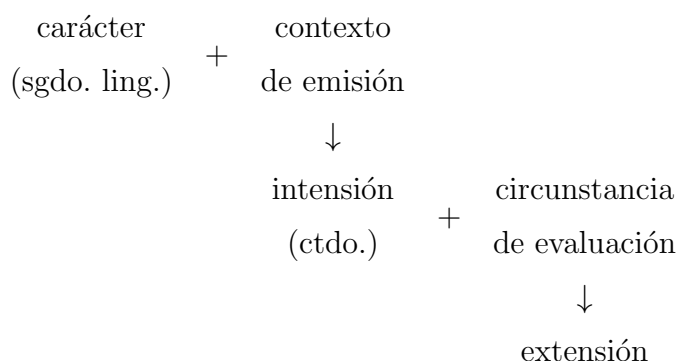 carácter + contexto
(sgdo. ling.) de emisión
↓
intensión + circunstancia
(ctdo.) de evaluación
↓
extensión